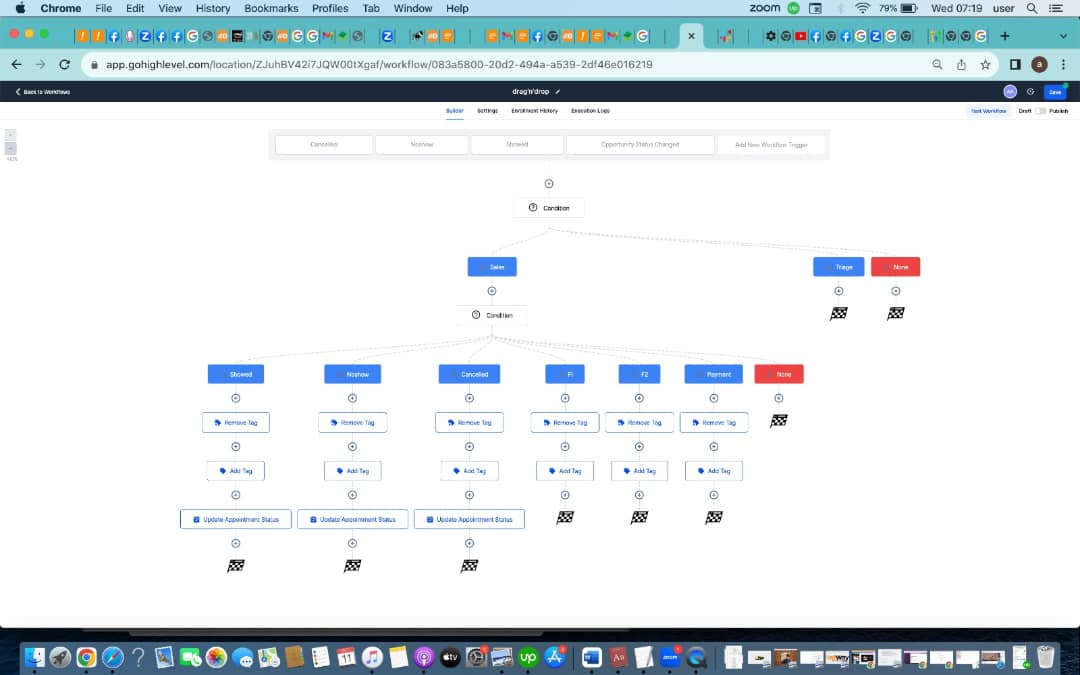 Chrome File Edit View History Bookmarks Profiles Tab Window Help zoom up 79% Wed 07:19 user
app.gohighlevel.com/location/ZJuhBV42i7JQW00tXgaf/workflow/083a5800-20d2-494a-a539-2df46e016219
Back to Workflows drag'n'drop Save
Builder Settings Enrollment History Execution Logs Test Workflow Draft Publish
Cancelled Noshow Showed Opportunity Status Changed Add New Workflow Trigger
Condition
Sales Triage None
Condition
Showed Noshow Cancelled F1 F2 Payment None
Remove Tag Remove Tag Remove Tag Remove Tag Remove Tag Remove Tag
Add Tag Add Tag Add Tag Add Tag Add Tag Add Tag
Update Appointment Status Update Appointment Status Update Appointment Status